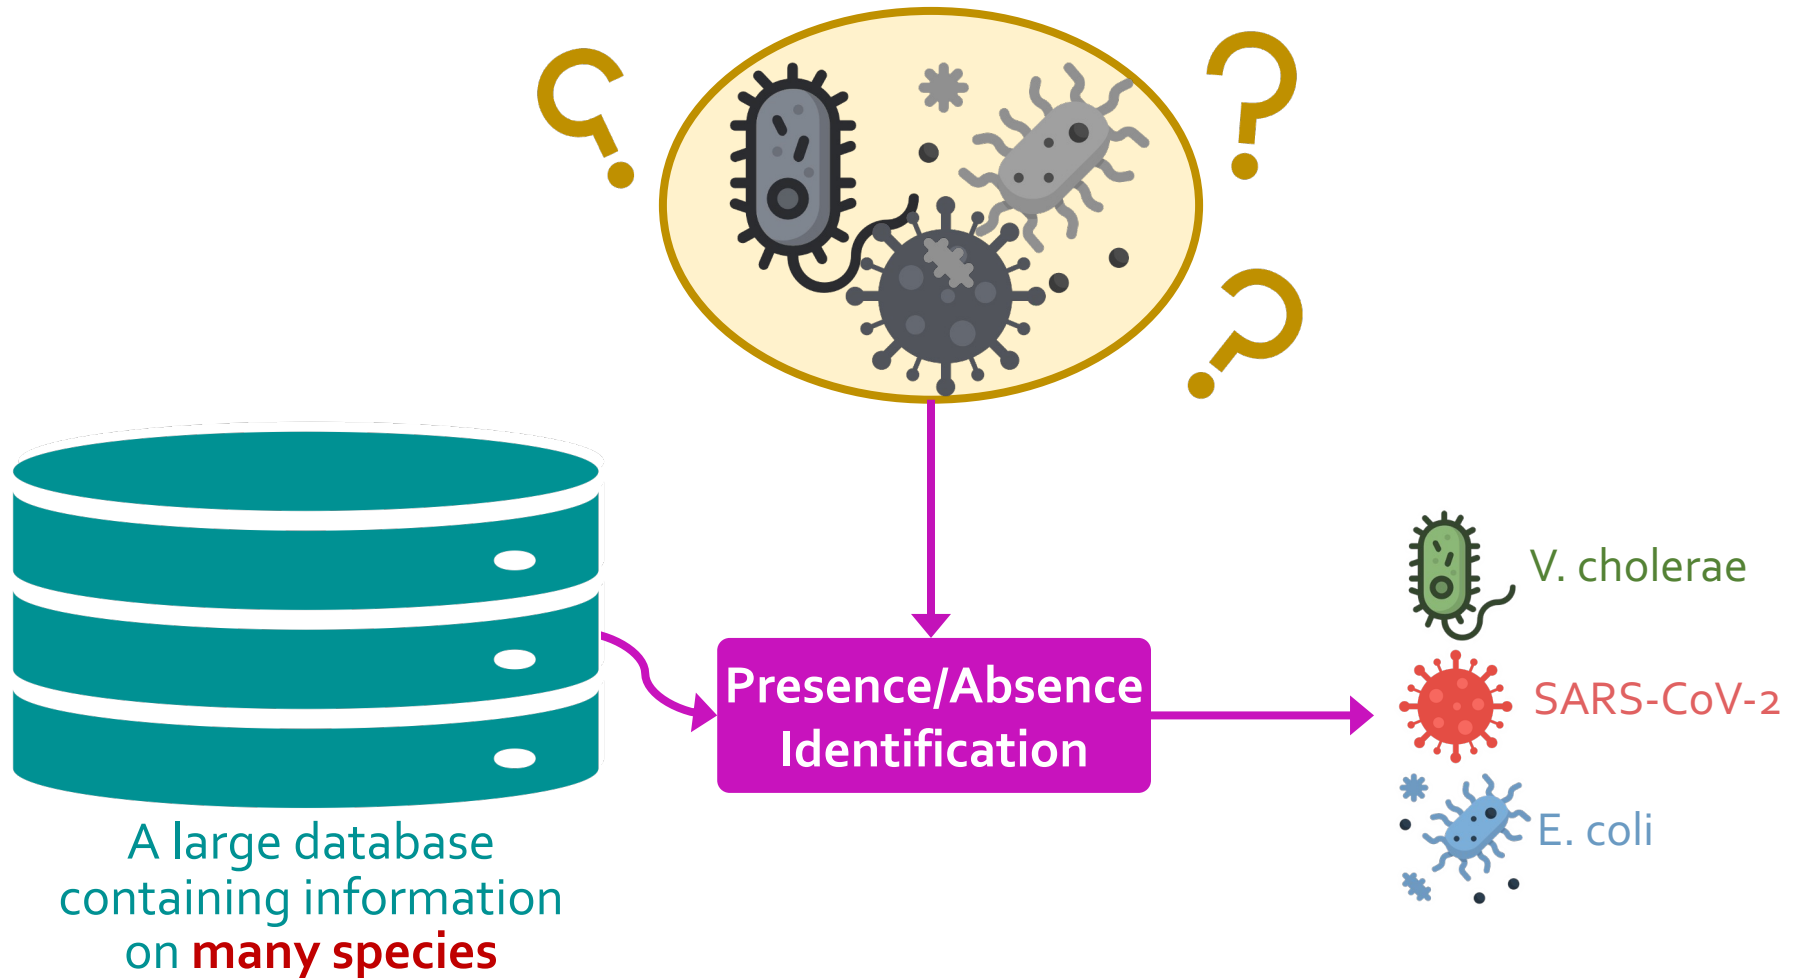 ?
?
?
Presence/Absence
Identification
V. cholerae
SARS-CoV-2
E. coli
A large database
containing information
on many species